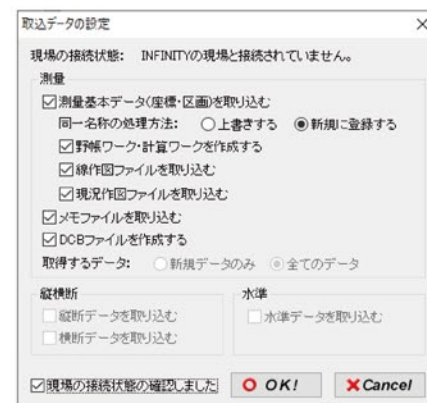 取込データの設定
現場の接続状態: INFINITYの現場と接続されていません。
測量
測量基本データ(座標・区画)を取り込む
同一名称の処理方法: 上書きする 新規に登録する
野帳ワーク・計算ワークを作成する
線作図ファイルを取り込む
現況作図ファイルを取り込む
メモファイルを取り込む
DCBファイルを作成する
取得するデータ: 新規データのみ 全てのデータ
縦横断 水準
縦断データを取り込む 水準データを取り込む
横断データを取り込む
現場の接続状態の確認しました OK! Cancel